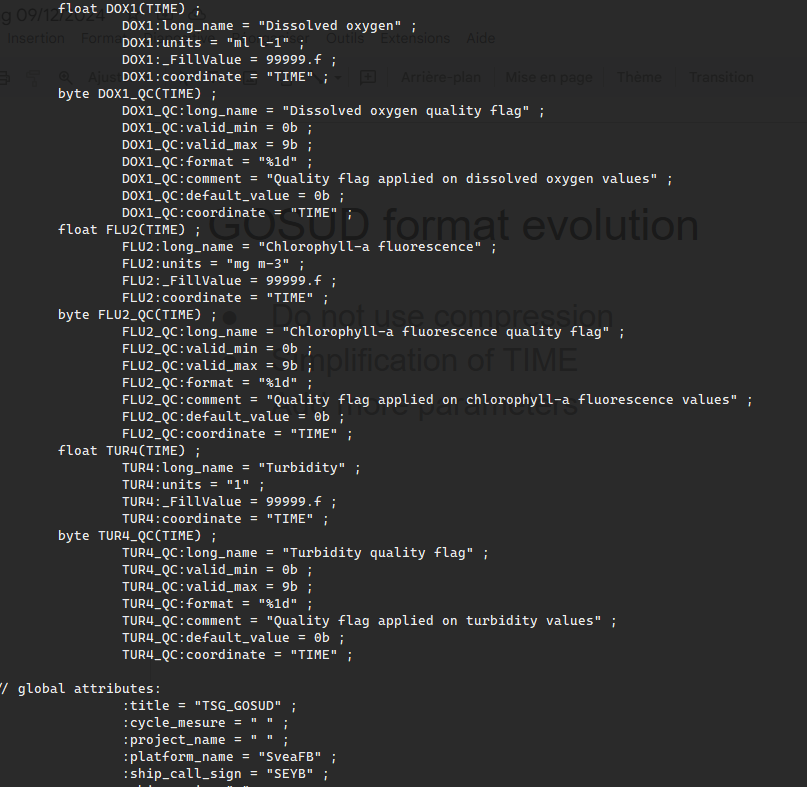 g 09/12/2024
Insertion Forma Outils Extensions Aide
Ajust Arrière-plan Mise en page Thème Transition
GOSUD format evolution
Do not use compression
Simplification of TIME
more parameters
float DOX1(TIME) ;
DOX1:long_name = "Dissolved oxygen" ;
DOX1:units = "ml l-1" ;
DOX1:_FillValue = 99999.f ;
DOX1:coordinate = "TIME" ;
byte DOX1_QC(TIME) ;
DOX1_QC:long_name = "Dissolved oxygen quality flag" ;
DOX1_QC:valid_min = 0b ;
DOX1_QC:valid_max = 9b ;
DOX1_QC:format = "%1d" ;
DOX1_QC:comment = "Quality flag applied on dissolved oxygen values" ;
DOX1_QC:default_value = 0b ;
DOX1_QC:coordinate = "TIME" ;
float FLU2(TIME) ;
FLU2:long_name = "Chlorophyll-a fluorescence" ;
FLU2:units = "mg m-3" ;
FLU2:_FillValue = 99999.f ;
FLU2:coordinate = "TIME" ;
byte FLU2_QC(TIME) ;
FLU2_QC:long_name = "Chlorophyll-a fluorescence quality flag" ;
FLU2_QC:valid_min = 0b ;
FLU2_QC:valid_max = 9b ;
FLU2_QC:format = "%1d" ;
FLU2_QC:comment = "Quality flag applied on chlorophyll-a fluorescence values" ;
FLU2_QC:default_value = 0b ;
FLU2_QC:coordinate = "TIME" ;
float TUR4(TIME) ;
TUR4:long_name = "Turbidity" ;
TUR4:units = "1" ;
TUR4:_FillValue = 99999.f ;
TUR4:coordinate = "TIME" ;
byte TUR4_QC(TIME) ;
TUR4_QC:long_name = "Turbidity quality flag" ;
TUR4_QC:valid_min = 0b ;
TUR4_QC:valid_max = 9b ;
TUR4_QC:format = "%1d" ;
TUR4_QC:comment = "Quality flag applied on turbidity values" ;
TUR4_QC:default_value = 0b ;
TUR4_QC:coordinate = "TIME" ;
// global attributes:
:title = "TSG_GOSUD" ;
:cycle_mesure = " " ;
:project_name = " " ;
:platform_name = "SveaFB" ;
:ship_call_sign = "SEYB" ;